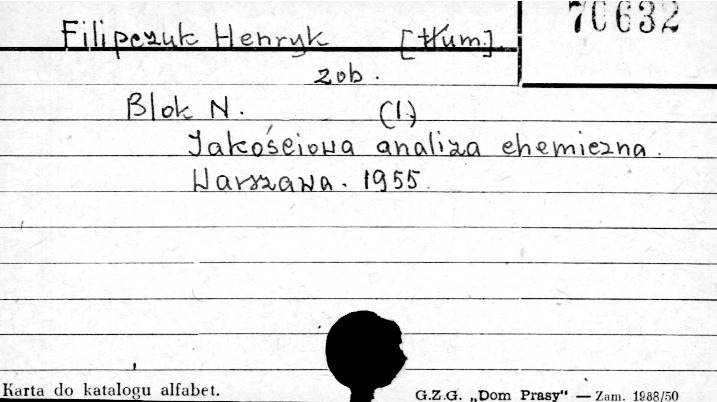 Filipczuk Henryk [tłum.]
70632
zob.
Blok N. (I.)
Jakościowa analiza chemiczna.
Warszawa. 1955.
Karta do katalogu alfabet.
G.Z.G. „Dom Prasy" — Zam. 1988/50